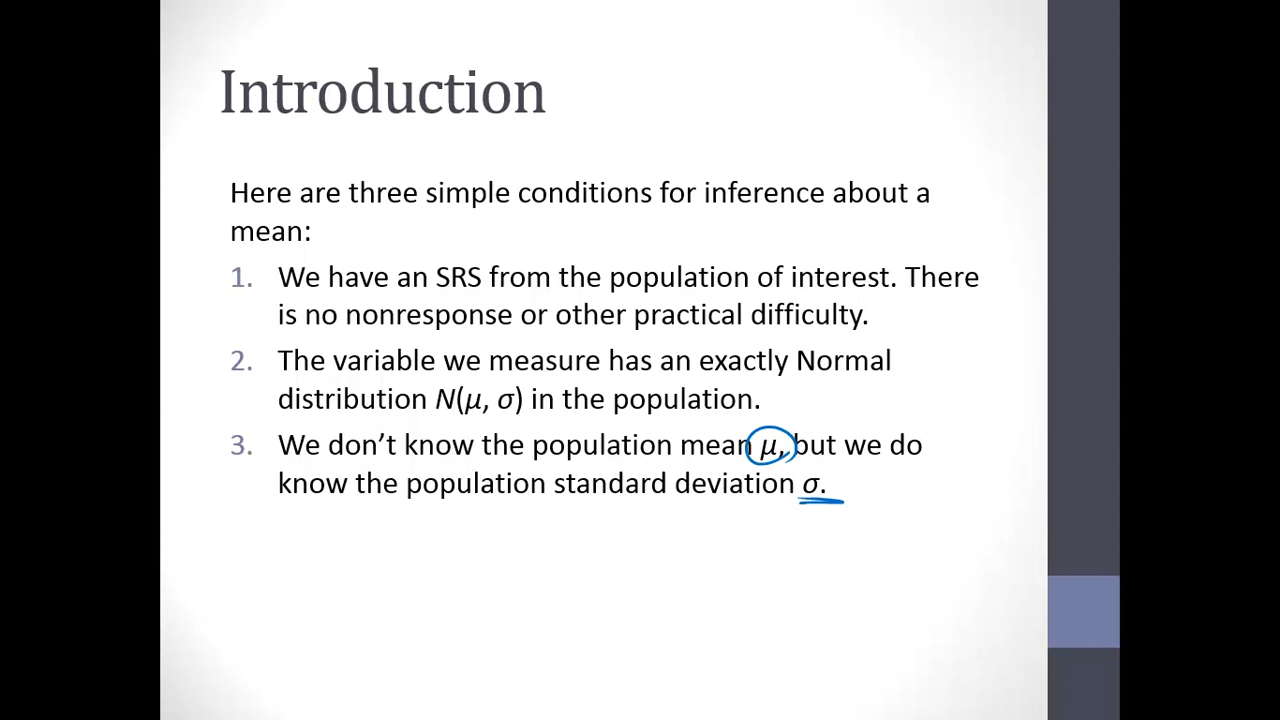 Introduction
Here are three simple conditions for inference about a
mean:
1. We have an SRS from the population of interest. There
is no nonresponse or other practical difficulty.
2. The variable we measure has an exactly Normal
distribution N(μ, σ) in the population.
3. We don’t know the population mean μ, but we do
know the population standard deviation σ.